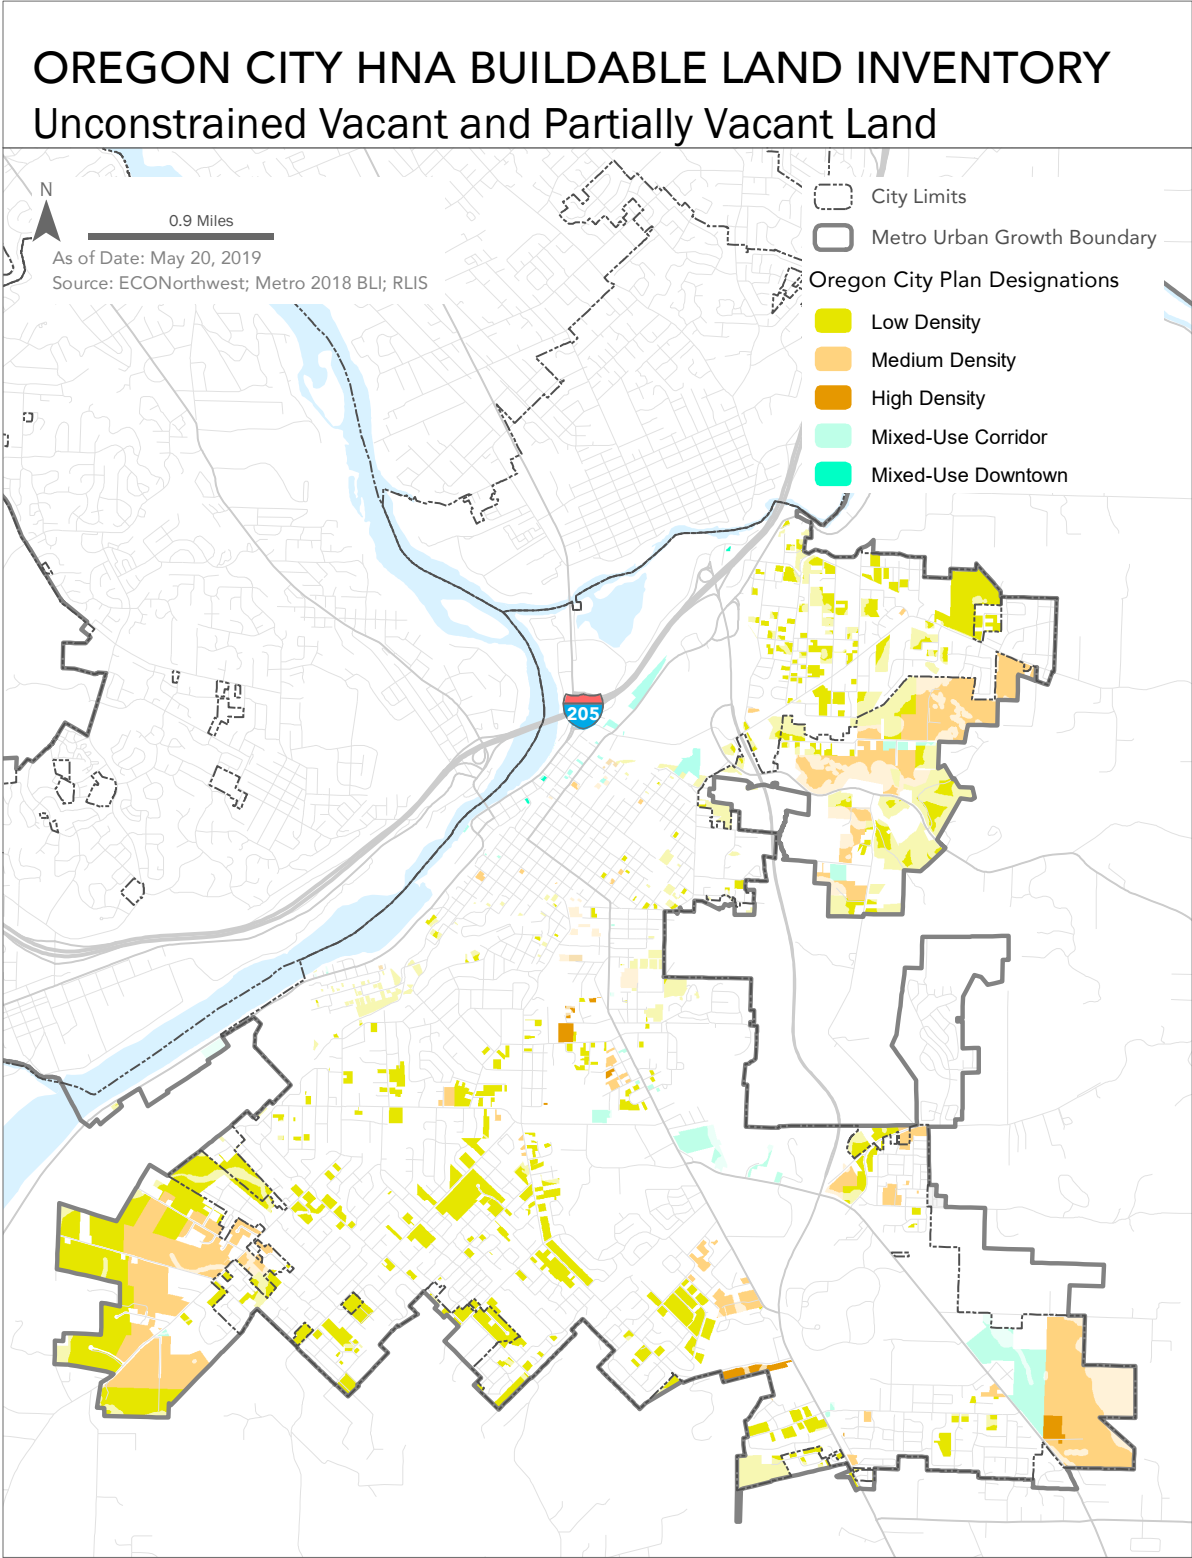 OREGON CITY HNA BUILDABLE LAND INVENTORY
Unconstrained Vacant and Partially Vacant Land
N
0.9 Miles
As of Date: May 20, 2019
Source: ECONorthwest; Metro 2018 BLI; RLIS
City Limits
Metro Urban Growth Boundary
Oregon City Plan Designations
Low Density
Medium Density
High Density
Mixed-Use Corridor
Mixed-Use Downtown
205